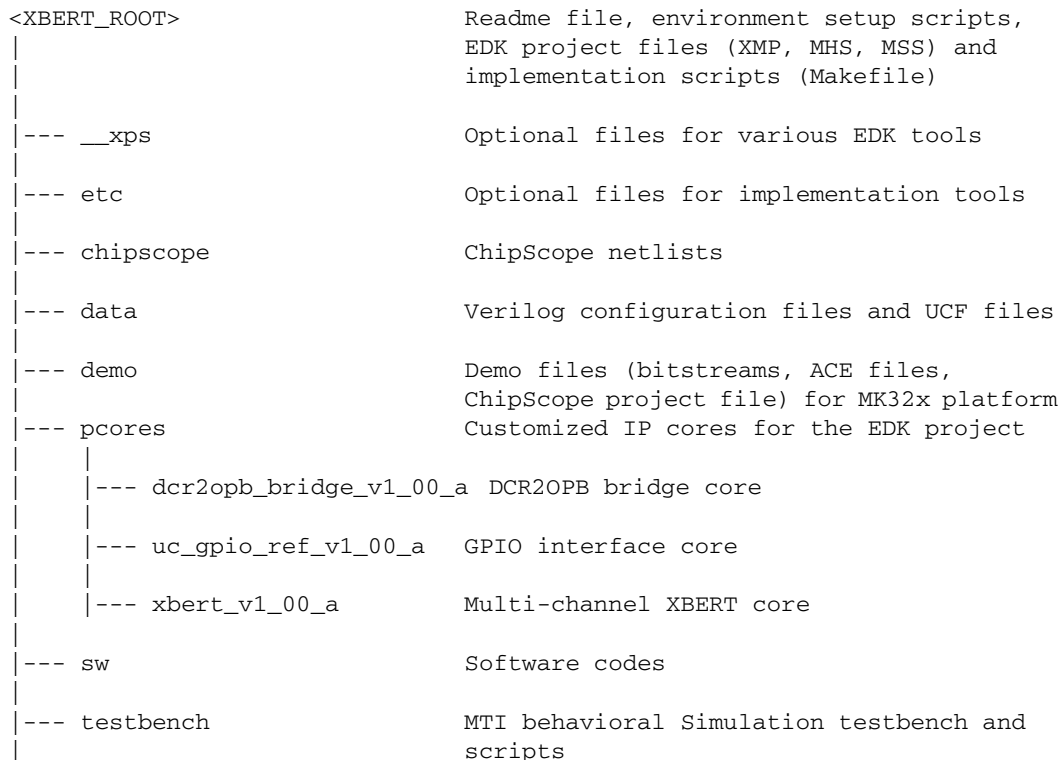 <XBERT_ROOT> Readme file, environment setup scripts,
| EDK project files (XMP, MHS, MSS) and
| implementation scripts (Makefile)
|
|--- __xps Optional files for various EDK tools
|
|--- etc Optional files for implementation tools
|
|--- chipscope ChipScope netlists
|
|--- data Verilog configuration files and UCF files
|
|--- demo Demo files (bitstreams, ACE files,
| ChipScope project file) for MK32x platform
|--- pcores Customized IP cores for the EDK project
| |
| |--- dcr2opb_bridge_v1_00_a DCR2OPB bridge core
| |
| |--- uc_gpio_ref_v1_00_a GPIO interface core
| |
| |--- xbert_v1_00_a Multi-channel XBERT core
|
|--- sw Software codes
|
|--- testbench MTI behavioral Simulation testbench and
| scripts